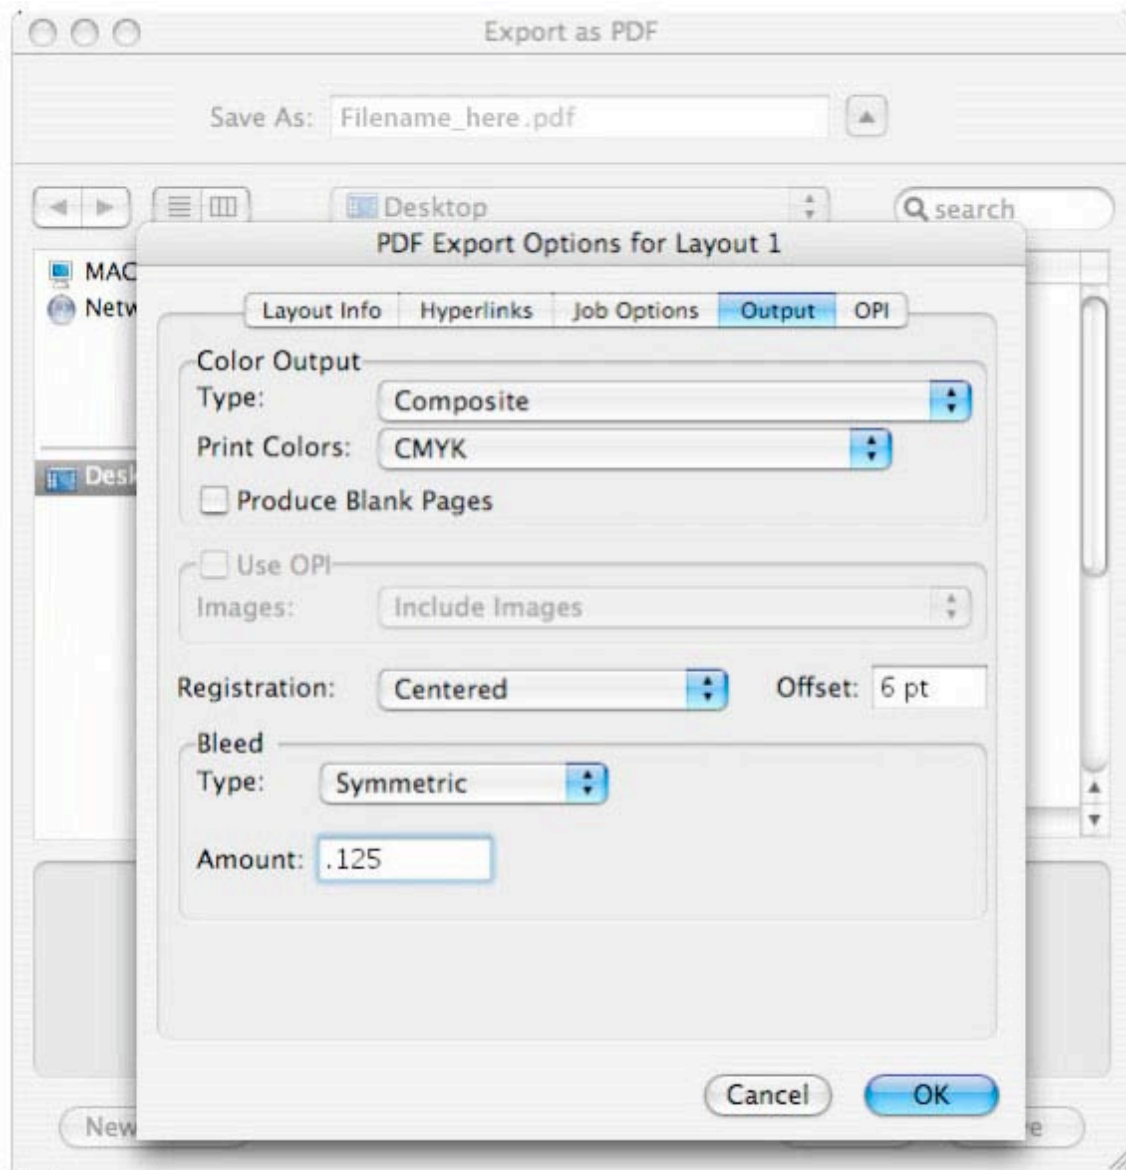 Export as PDF
Save As: Filename_here.pdf
Desktop
search
PDF Export Options for Layout 1
MAC
Layout Info Hyperlinks Job Options Output OPI
Color Output
Type: Composite
Print Colors: CMYK
Produce Blank Pages
Use OPI
Images: Include Images
Registration: Centered Offset: 6 pt
Bleed
Type: Symmetric
Amount: .125
Cancel OK
New